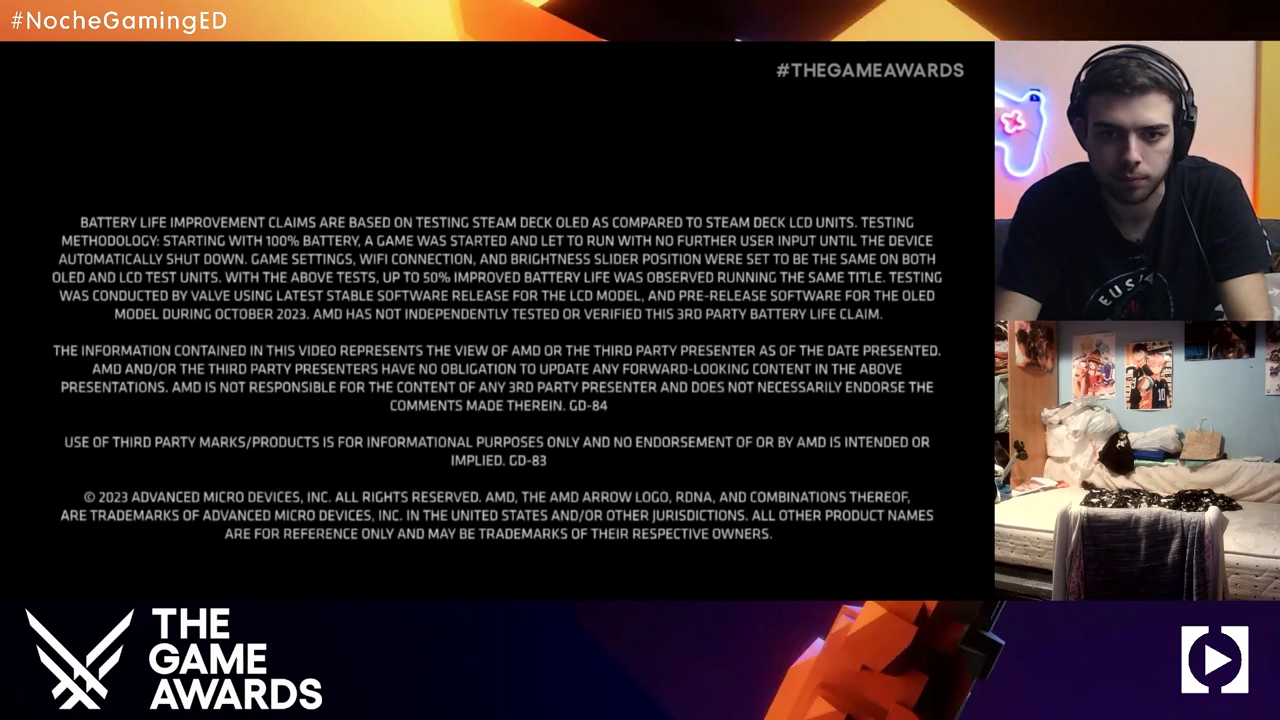 #NocheGamingED
#THEGAMEAWARDS
BATTERY LIFE IMPROVEMENT CLAIMS ARE BASED ON TESTING STEAM DECK OLED AS COMPARED TO STEAM DECK LCD UNITS. TESTING
METHODOLOGY: STARTING WITH 100% BATTERY, A GAME WAS STARTED AND LET TO RUN WITH NO FURTHER USER INPUT UNTIL THE DEVICE
AUTOMATICALLY SHUT DOWN. GAME SETTINGS, WIFI CONNECTION, AND BRIGHTNESS SLIDER POSITION WERE SET TO BE THE SAME ON BOTH
OLED AND LCD TEST UNITS. WITH THE ABOVE TESTS, UP TO 50% IMPROVED BATTERY LIFE WAS OBSERVED RUNNING THE SAME TITLE. TESTING
WAS CONDUCTED BY VALVE USING LATEST STABLE SOFTWARE RELEASE FOR THE LCD MODEL, AND PRE-RELEASE SOFTWARE FOR THE OLED
MODEL DURING OCTOBER 2023. AMD HAS NOT INDEPENDENTLY TESTED OR VERIFIED THIS 3RD PARTY BATTERY LIFE CLAIM.
THE INFORMATION CONTAINED IN THIS VIDEO REPRESENTS THE VIEW OF AMD OR THE THIRD PARTY PRESENTER AS OF THE DATE PRESENTED.
AMD AND/OR THE THIRD PARTY PRESENTERS HAVE NO OBLIGATION TO UPDATE ANY FORWARD-LOOKING CONTENT IN THE ABOVE
PRESENTATIONS. AMD IS NOT RESPONSIBLE FOR THE CONTENT OF ANY 3RD PARTY PRESENTER AND DOES NOT NECESSARILY ENDORSE THE
COMMENTS MADE THEREIN. GD-84
USE OF THIRD PARTY MARKS/PRODUCTS IS FOR INFORMATIONAL PURPOSES ONLY AND NO ENDORSEMENT OF OR BY AMD IS INTENDED OR
IMPLIED. GD-83
© 2023 ADVANCED MICRO DEVICES, INC. ALL RIGHTS RESERVED. AMD, THE AMD ARROW LOGO, RDNA, AND COMBINATIONS THEREOF,
ARE TRADEMARKS OF ADVANCED MICRO DEVICES, INC. IN THE UNITED STATES AND/OR OTHER JURISDICTIONS. ALL OTHER PRODUCT NAMES
ARE FOR REFERENCE ONLY AND MAY BE TRADEMARKS OF THEIR RESPECTIVE OWNERS.
10
THE
GAME
AWARDS